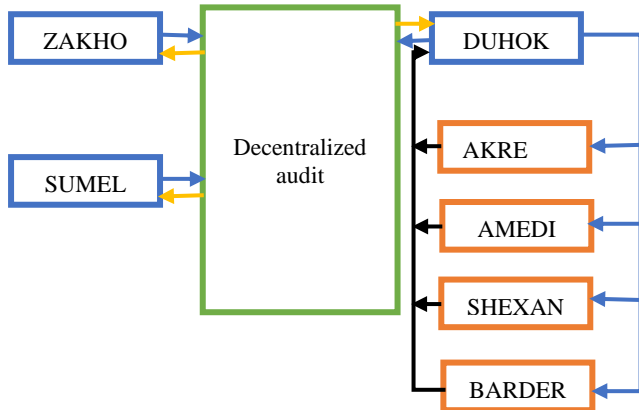 ZAKHO
DUHOK
Decentralized
audit
AKRE
SUMEL
AMEDI
SHEXAN
BARDER